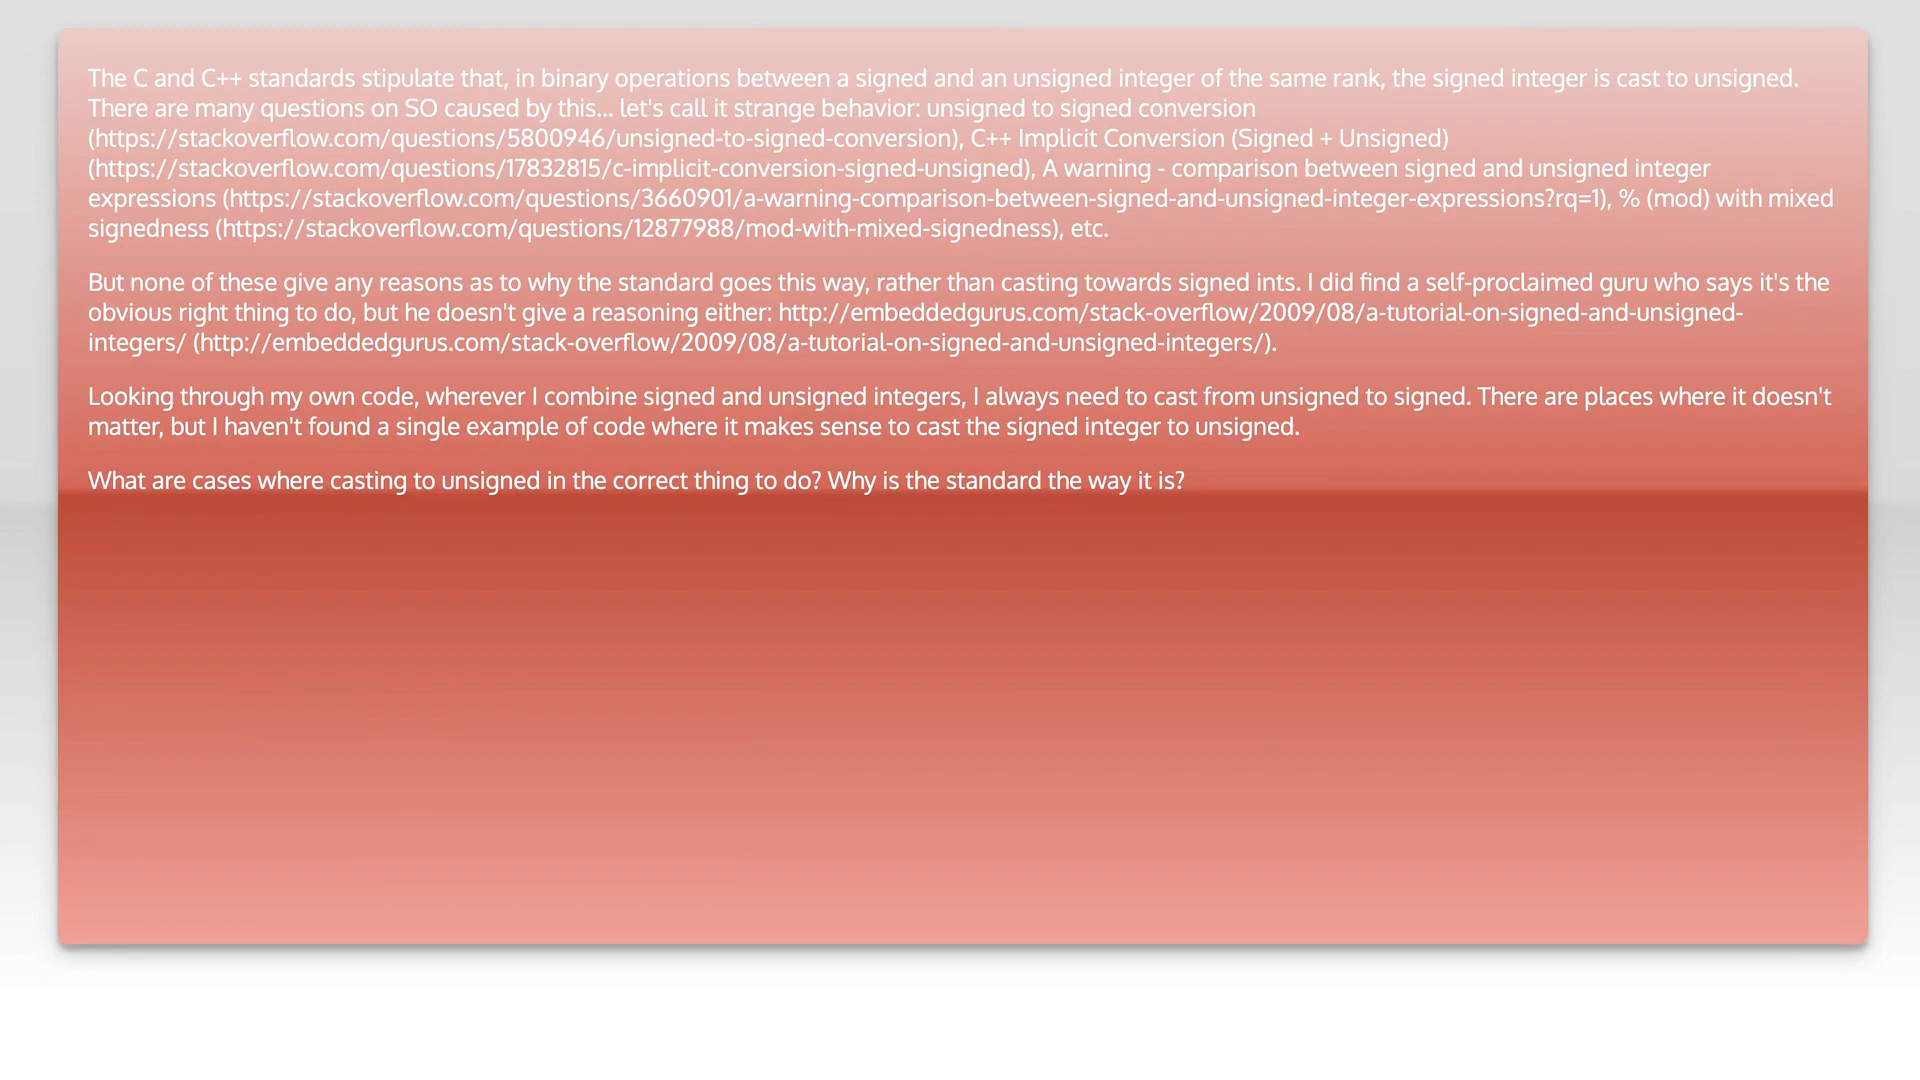 The C and C++ standards stipulate that, in binary operations between a signed and an unsigned integer of the same rank, the signed integer is cast to unsigned.
There are many questions on SO caused by this... let's call it strange behavior: unsigned to signed conversion
(https://stackoverflow.com/questions/5800946/unsigned-to-signed-conversion), C++ Implicit Conversion (Signed + Unsigned)
(https://stackoverflow.com/questions/17832815/c-implicit-conversion-signed-unsigned), A warning - comparison between signed and unsigned integer
expressions (https://stackoverflow.com/questions/3660901/a-warning-comparison-between-signed-and-unsigned-integer-expressions?rq=1), % (mod) with mixed
signedness (https://stackoverflow.com/questions/12877988/mod-with-mixed-signedness), etc.
But none of these give any reasons as to why the standard goes this way, rather than casting towards signed ints. I did find a self-proclaimed guru who says it's the
obvious right thing to do, but he doesn't give a reasoning either: http://embeddedgurus.com/stack-overflow/2009/08/a-tutorial-on-signed-and-unsigned-
integers/ (http://embeddedgurus.com/stack-overflow/2009/08/a-tutorial-on-signed-and-unsigned-integers/).
Looking through my own code, wherever I combine signed and unsigned integers, I always need to cast from unsigned to signed. There are places where it doesn't
matter, but I haven't found a single example of code where it makes sense to cast the signed integer to unsigned.
What are cases where casting to unsigned in the correct thing to do? Why is the standard the way it is?